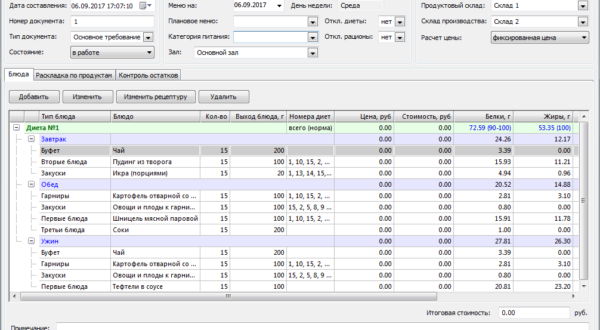 Дата составления: 06.09.2017 17:07:10 Меню на: 06.09.2017 День недели: Среда Продуктовый склад: Склад 1
Номер документа: 1 Плановое меню: Откл. диеты: нет Склад производства: Склад 2
Тип документа: Основное требование Категория питания: Откл. рационы: нет Расчет цены: фиксированная цена
Состояние: в работе Зал: Основной зал
Блюда Раскладка по продуктам Контроль остатков
Добавить Изменить Изменить рецептуру Удалить
Тип блюда Блюдо Кол-во Выход блюда, г Номера диет Цена, руб Стоимость, руб Белки, г Жиры, г
Диета №1 всего (норма) 0.00 0.00 72.59 (90-100) 53.35 (100)
Завтрак 0.00 0.00 24.26 12.17
Буфет Чай 15 200 0.00 0.00 3.39 0.00
Вторые блюда Пудинг из творога 15 100 1, 10, 15, 2, ... 0.00 0.00 15.93 11.21
Закуски Икра (порциями) 15 20 1, 13, 14, 15,... 0.00 0.00 4.94 0.96
Обед 0.00 0.00 20.52 14.88
Гарниры Картофель отварной со ... 15 100 1, 10, 15, 2, ... 0.00 0.00 2.81 3.10
Закуски Овощи и плоды к гарни... 15 100 15, 2, 5, 8, 9 ... 0.00 0.00 0.80 0.00
Первые блюда Шницель мясной паровой 15 100 1, 10, 15, 2, ... 0.00 0.00 15.91 11.78
Третьи блюда Соки 15 200 0.00 0.00 1.00 0.00
Ужин 0.00 0.00 27.81 26.30
Буфет Чай 15 200 0.00 0.00 3.39 0.00
Гарниры Картофель отварной со ... 15 100 1, 10, 15, 2, ... 0.00 0.00 2.81 3.10
Закуски Овощи и плоды к гарни... 15 100 15, 2, 5, 8, 9 ... 0.00 0.00 0.80 0.00
Первые блюда Тефтели в соусе 15 100 1, 10, 15, 2, ... 0.00 0.00 20.81 23.20
Итоговая стоимость: 0.00 руб.
Примечание: